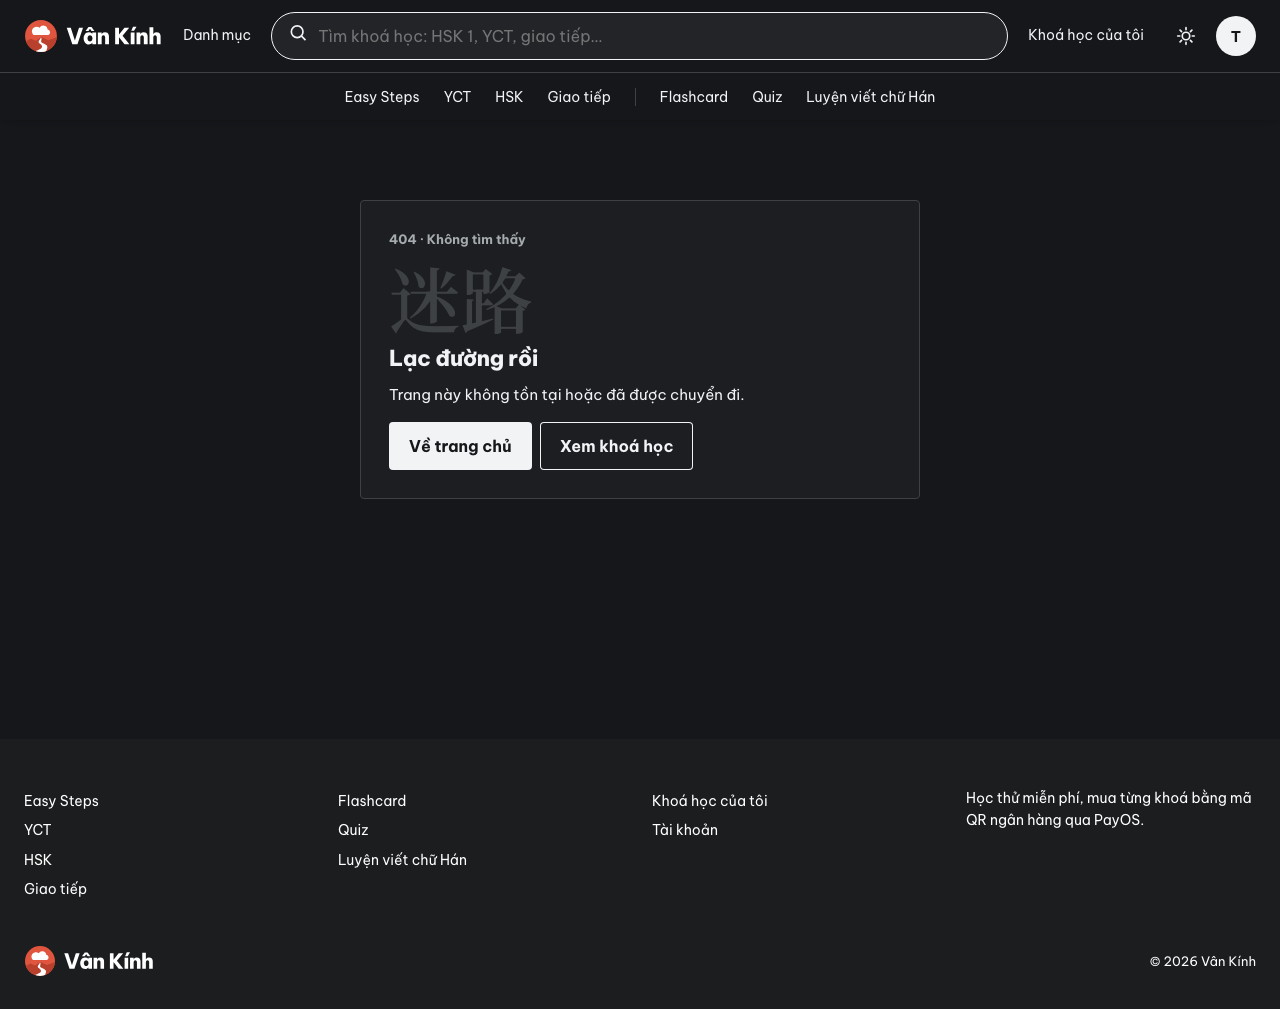 Vân Kính
Danh mục
Tìm khoá học: HSK 1, YCT, giao tiếp...
Khoá học của tôi
T
Easy Steps
YCT
HSK
Giao tiếp
Flashcard
Quiz
Luyện viết chữ Hán
404 · Không tìm thấy
迷路
Lạc đường rồi
Trang này không tồn tại hoặc đã được chuyển đi.
Về trang chủ
Xem khoá học
Easy Steps
YCT
HSK
Giao tiếp
Flashcard
Quiz
Luyện viết chữ Hán
Khoá học của tôi
Tài khoản
Học thử miễn phí, mua từng khoá bằng mã
QR ngân hàng qua PayOS.
Vân Kính
© 2026 Vân Kính